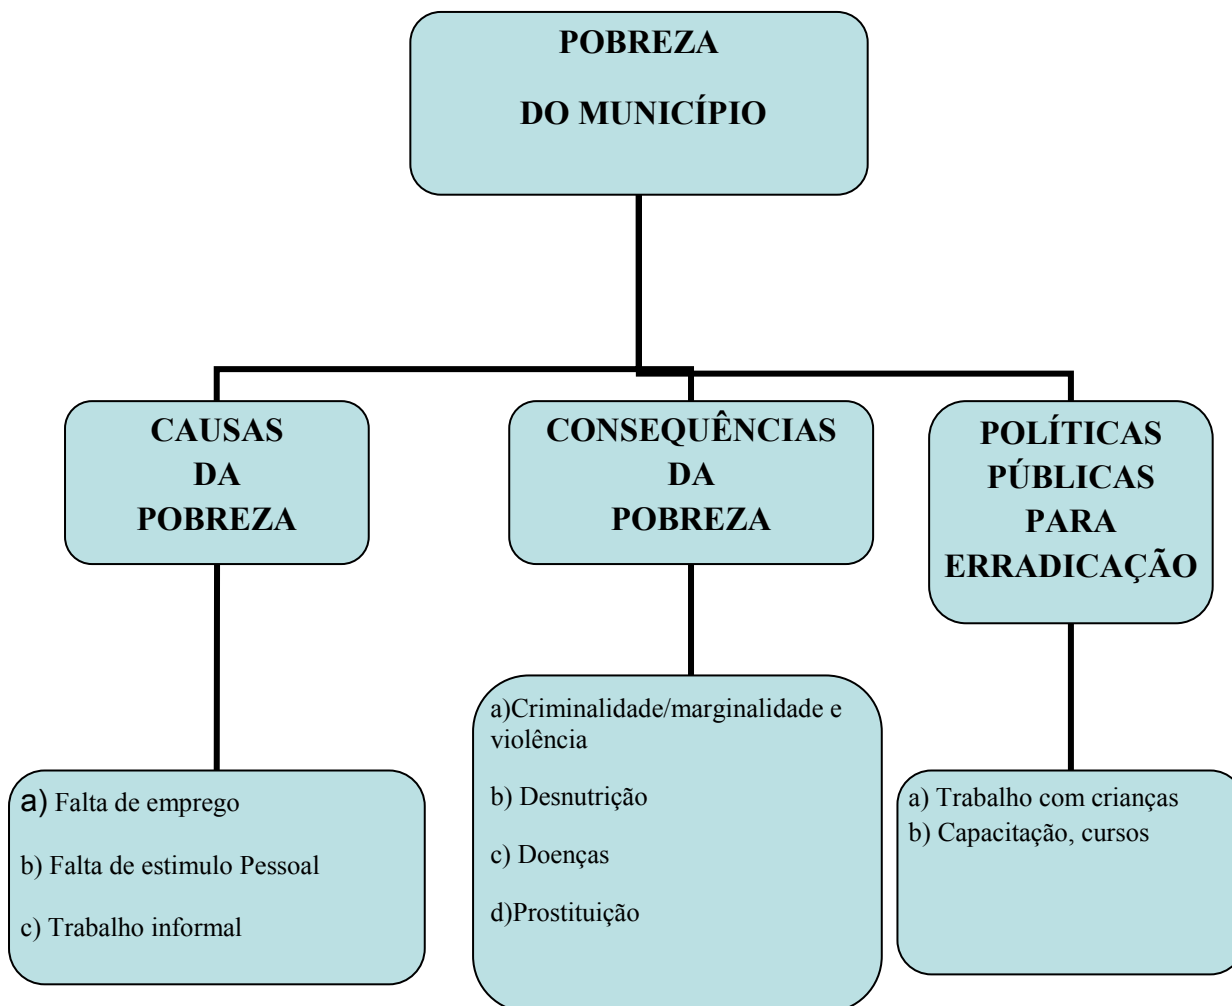 POBREZA
DO MUNICÍPIO
CAUSAS
DA
POBREZA
CONSEQUÊNCIAS
DA
POBREZA
POLÍTICAS
PÚBLICAS
PARA
ERRADICAÇÃO
a) Falta de emprego
b) Falta de estimulo Pessoal
c) Trabalho informal
a)Criminalidade/marginalidade e
violência
b) Desnutrição
c) Doenças
d)Prostituição
a) Trabalho com crianças
b) Capacitação, cursos